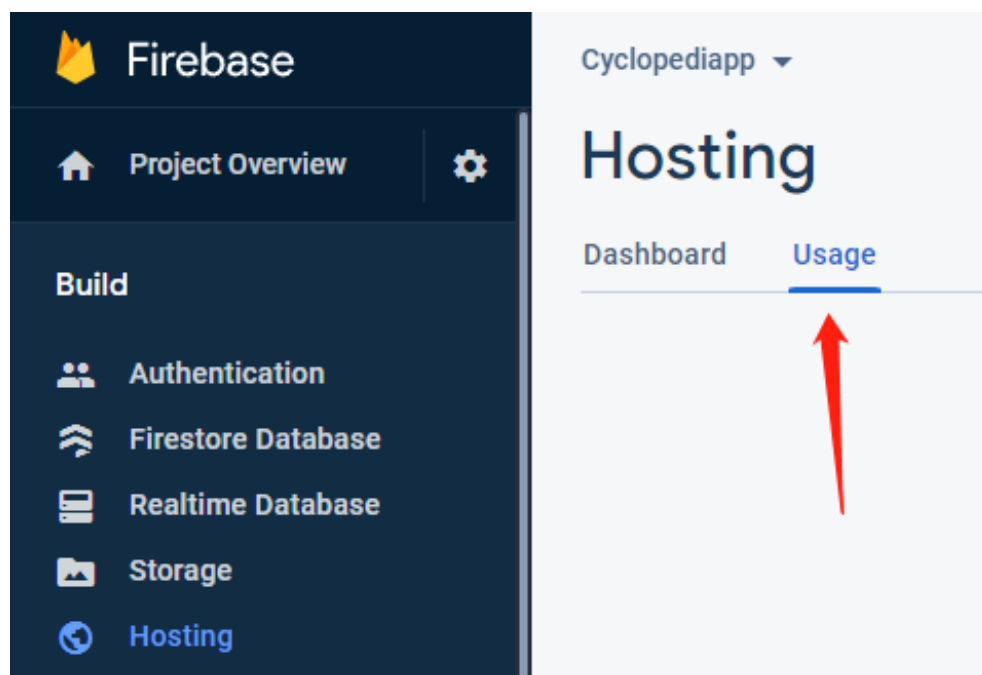 Firebase
Project Overview
Build
Authentication
Firestore Database
Realtime Database
Storage
Hosting
Cyclopediapp
Hosting
Dashboard Usage